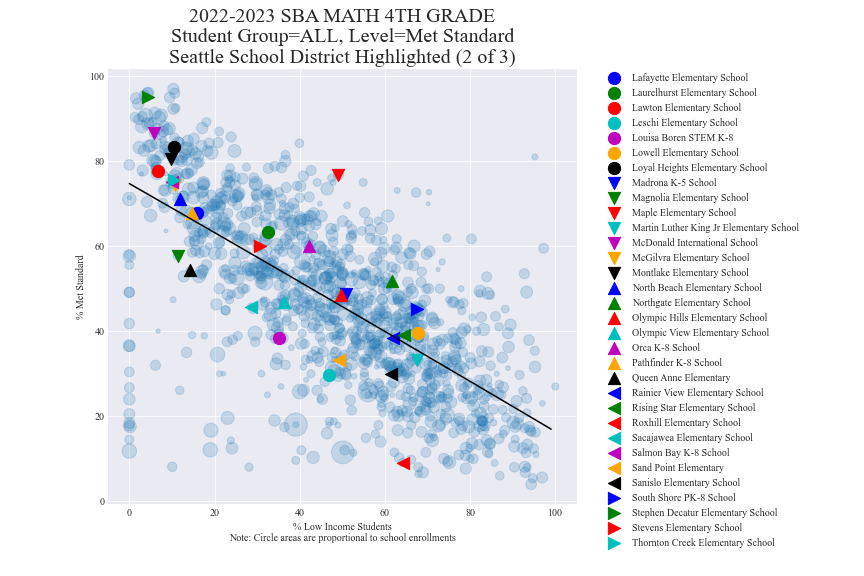 2022-2023 SBA MATH 4TH GRADE
Student Group=ALL, Level=Met Standard
Seattle School District Highlighted (2 of 3)
100
80
60
40
20
0
% Met Standard
0 20 40 60 80 100
% Low Income Students
Note: Circle areas are proportional to school enrollments
Lafayette Elementary School
Laurelhurst Elementary School
Lawton Elementary School
Leschi Elementary School
Louisa Boren STEM K-8
Lowell Elementary School
Loyal Heights Elementary School
Madrona K-5 School
Magnolia Elementary School
Maple Elementary School
Martin Luther King Jr Elementary School
McDonald International School
McGilvra Elementary School
Montlake Elementary School
North Beach Elementary School
Northgate Elementary School
Olympic Hills Elementary School
Olympic View Elementary School
Orca K-8 School
Pathfinder K-8 School
Queen Anne Elementary
Rainier View Elementary School
Rising Star Elementary School
Roxhill Elementary School
Sacajawea Elementary School
Salmon Bay K-8 School
Sand Point Elementary
Sanislo Elementary School
South Shore PK-8 School
Stephen Decatur Elementary School
Stevens Elementary School
Thornton Creek Elementary School